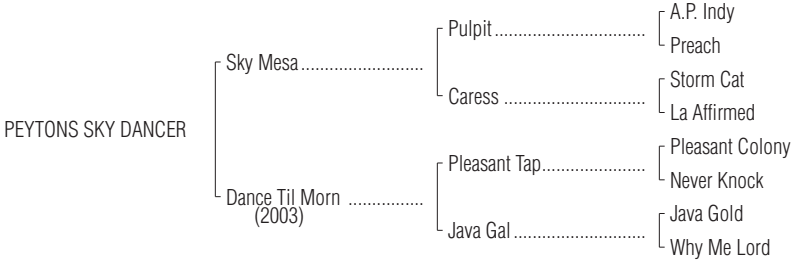 A.P. Indy
Pulpit
Preach
Sky Mesa
Storm Cat
Caress
La Affirmed
PEYTONS SKY DANCER
Pleasant Colony
Pleasant Tap
Never Knock
Dance Til Morn
(2003)
Java Gold
Java Gal
Why Me Lord